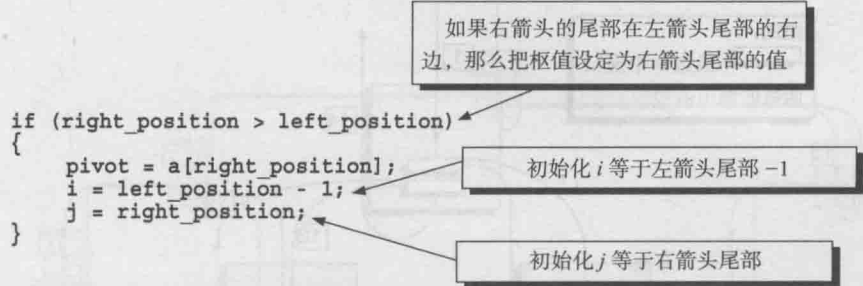 如果右箭头的尾部在左箭头尾部的右
边，那么把枢值设定为右箭头尾部的值
if (right_position > left_position)
{
pivot = a[right_position];
初始化 i 等于左箭头尾部 -1
i = left_position - 1;
j = right_position;
}
初始化 j 等于右箭头尾部